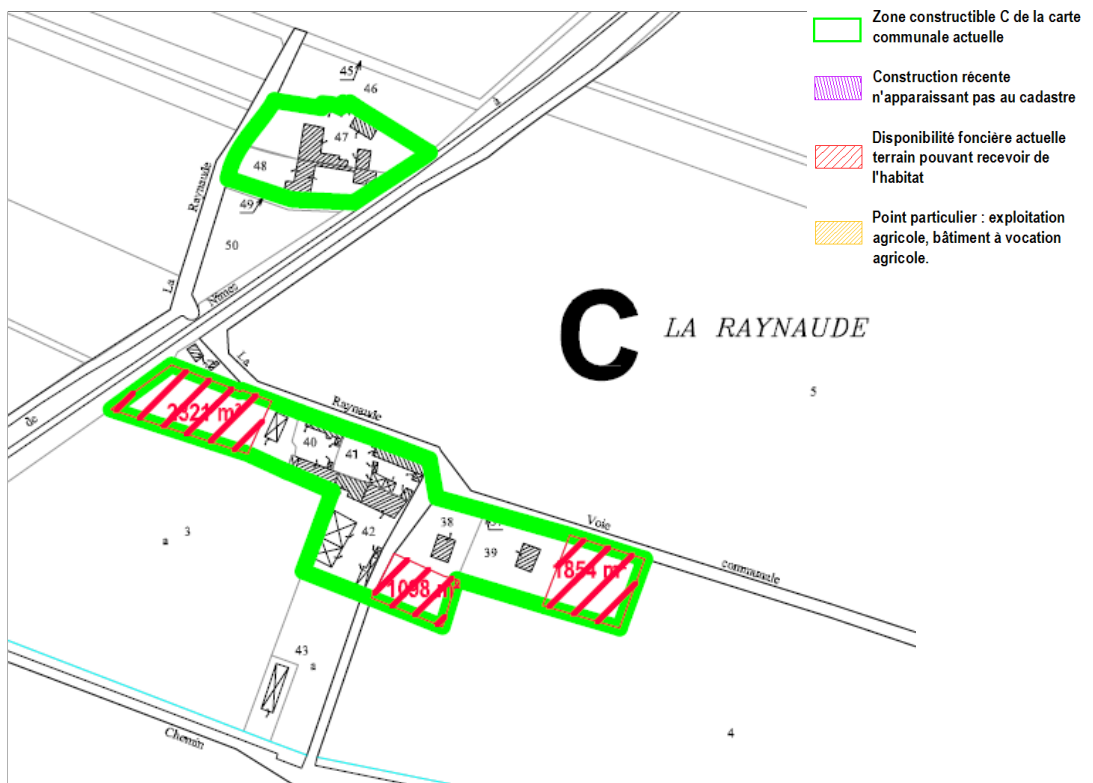 Zone constructible C de la carte
communale actuelle
Construction récente
n'apparaissant pas au cadastre
Disponibilité foncière actuelle
terrain pouvant recevoir de
l'habitat
Point particulier : exploitation
agricole, bâtiment à vocation
agricole.
45
46
a
47
48
Raynaude
49
50
La
Nîmes
C
LA RAYNAUDE
5
La
Raynaude
2321 m²
de
40
41
38
Voie
42
39
a
3
1854 m²
communale
1098 m²
43
a
4
Chemin